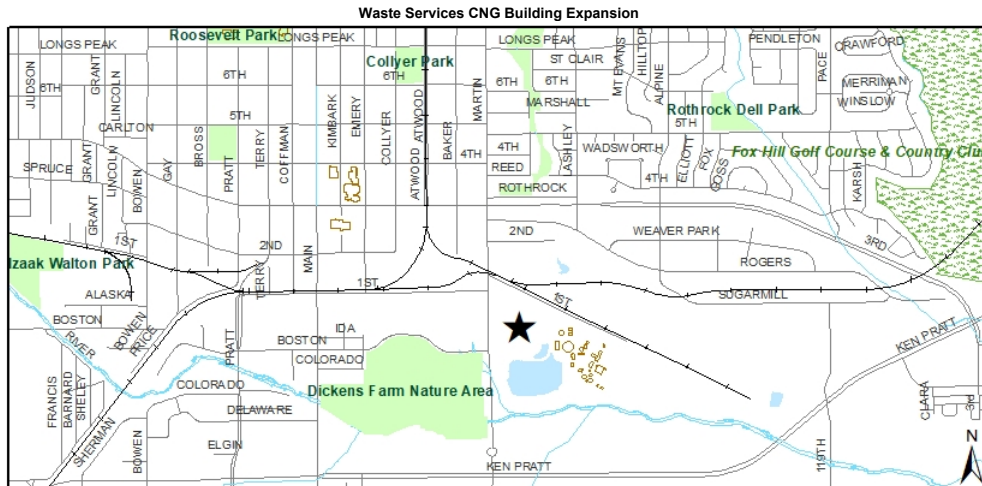 Waste Services CNG Building Expansion
LONGS PEAK
Roosevelt Park
LONGS PEAK
LONGS PEAK
PENDLETON
CRAWFORD
JUDSON
GRANT
LINCOLN
6TH
6TH
Collyer Park
6TH
ST CLAIR
6TH
6TH
MT EVANS
HILLTOP
ALPINE
PACE
MERRIMAN
WINSLOW
MARSHALL
MARTIN
ATWOOD
KIMBARK
EMERY
COLLYER
BAKER
5TH
5TH
Rothrock Dell Park
5TH
CARLTON
SPRUCE
GRANT
LINCOLN
BOWEN
GAY
BROSS
PRATT
TERRY
COFFMAN
ATWOOD
4TH
4TH
REED
ROTHROCK
ASHLEY
WADSWORTH
4TH
ELLIOTT
FOX
GOSS
Fox Hill Golf Course & Country Clu
KARSH
GRANT
1ST
2ND
MAIN
2ND
WEAVER PARK
3RD
Izaak Walton Park
TERRY
1ST
ROGERS
ALASKA
1ST
SUGARMILL
BOSTON
BOWEN
PRICE
RIVER
PRATT
BOSTON
IDA
COLORADO
KEN PRATT
FRANCIS
BARNARD
SHELEY
COLORADO
Dickens Farm Nature Area
DELAWARE
CLARA
3rd
SHERMAN
BOWEN
ELGIN
KEN PRATT
119TH
N